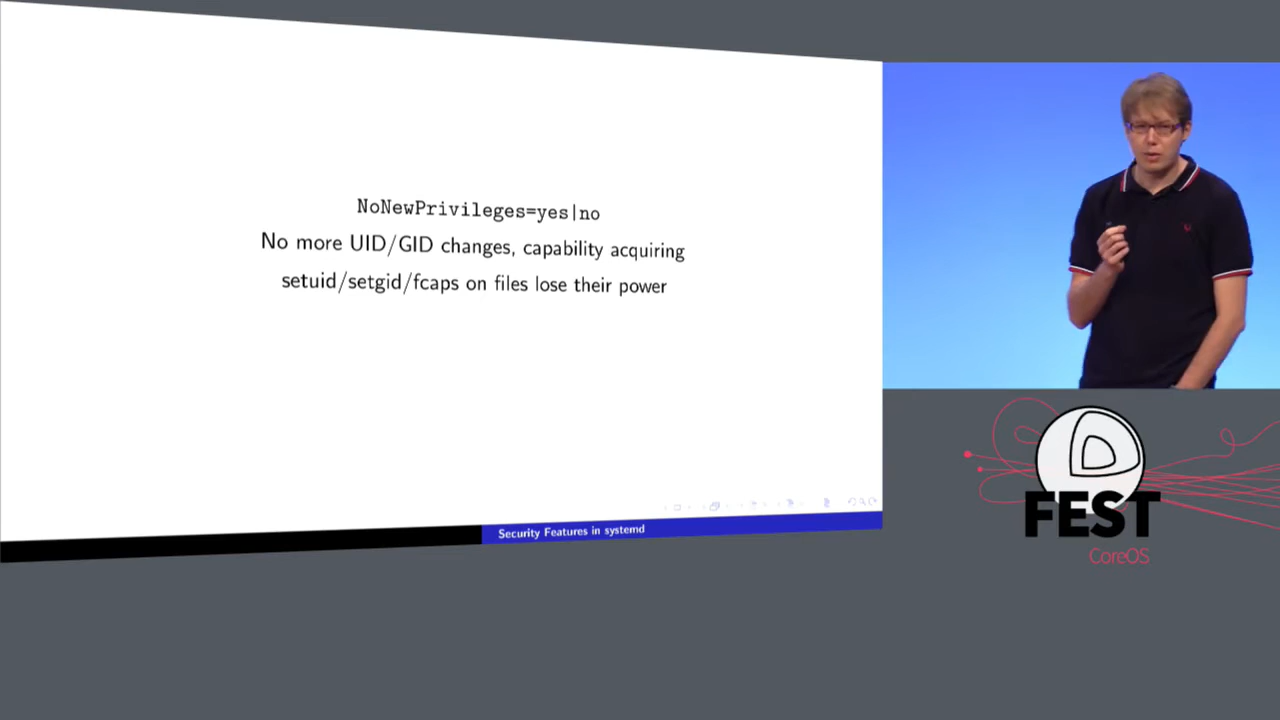 NoNewPrivileges=yes|no
No more UID/GID changes, capability acquiring
setuid/setgid/fcaps on files lose their power
Security Features in systemd
FEST
CoreOS